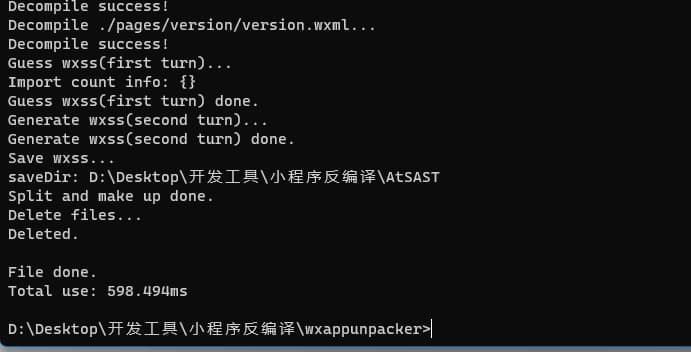 Decompile success!
Decompile ./pages/version/version.wxml...
Decompile success!
Guess wxss(first turn)...
Import count info: {}
Guess wxss(first turn) done.
Generate wxss(second turn)...
Generate wxss(second turn) done.
Save wxss...
saveDir: D:\Desktop\开发工具\小程序反编译\AtSAST
Split and make up done.
Delete files...
Deleted.
File done.
Total use: 598.494ms
D:\Desktop\开发工具\小程序反编译\wxappunpacker>